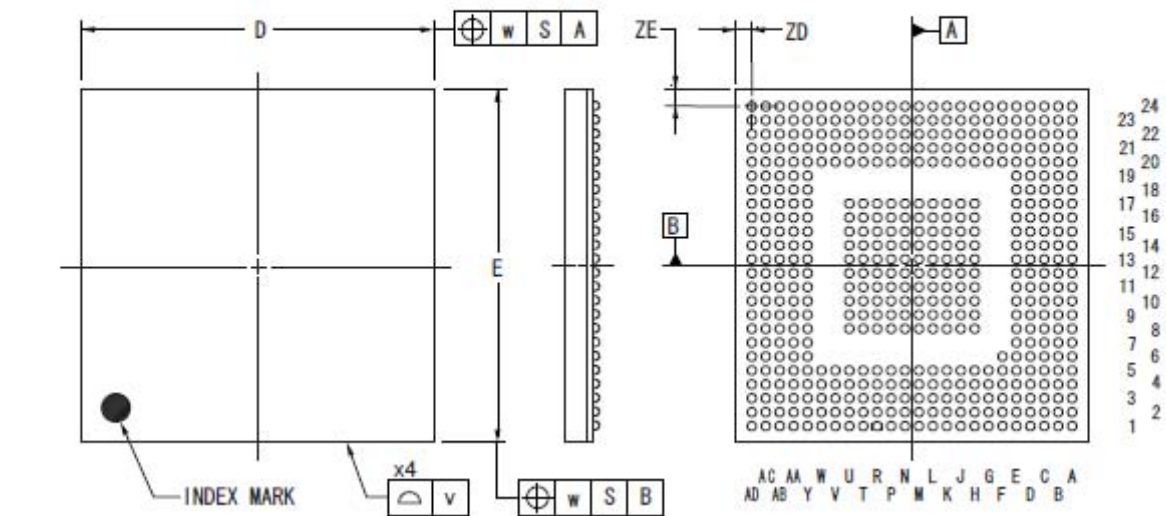 D
w S A
ZE
ZD
A
E
B
24
23
22
21
20
19
18
17
16
15
14
13
12
11
10
9
8
7
6
5
4
3
2
1
INDEX MARK
x4
v
w S B
AC AA W U R N L J G E C A
AD AB Y V T P M K H F D B